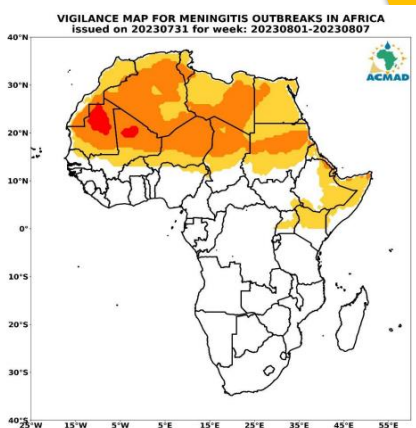 VIGILANCE MAP FOR MENINGITIS OUTBREAKS IN AFRICA
issued on 20230731 for week: 20230801-20230807
40°N
ACMAD
30°N
20°N
10°N
0°
10°S
20°S
30°S
40°S
25°W 15°W 5°W 5°E 15°E 25°E 35°E 45°E 55°E